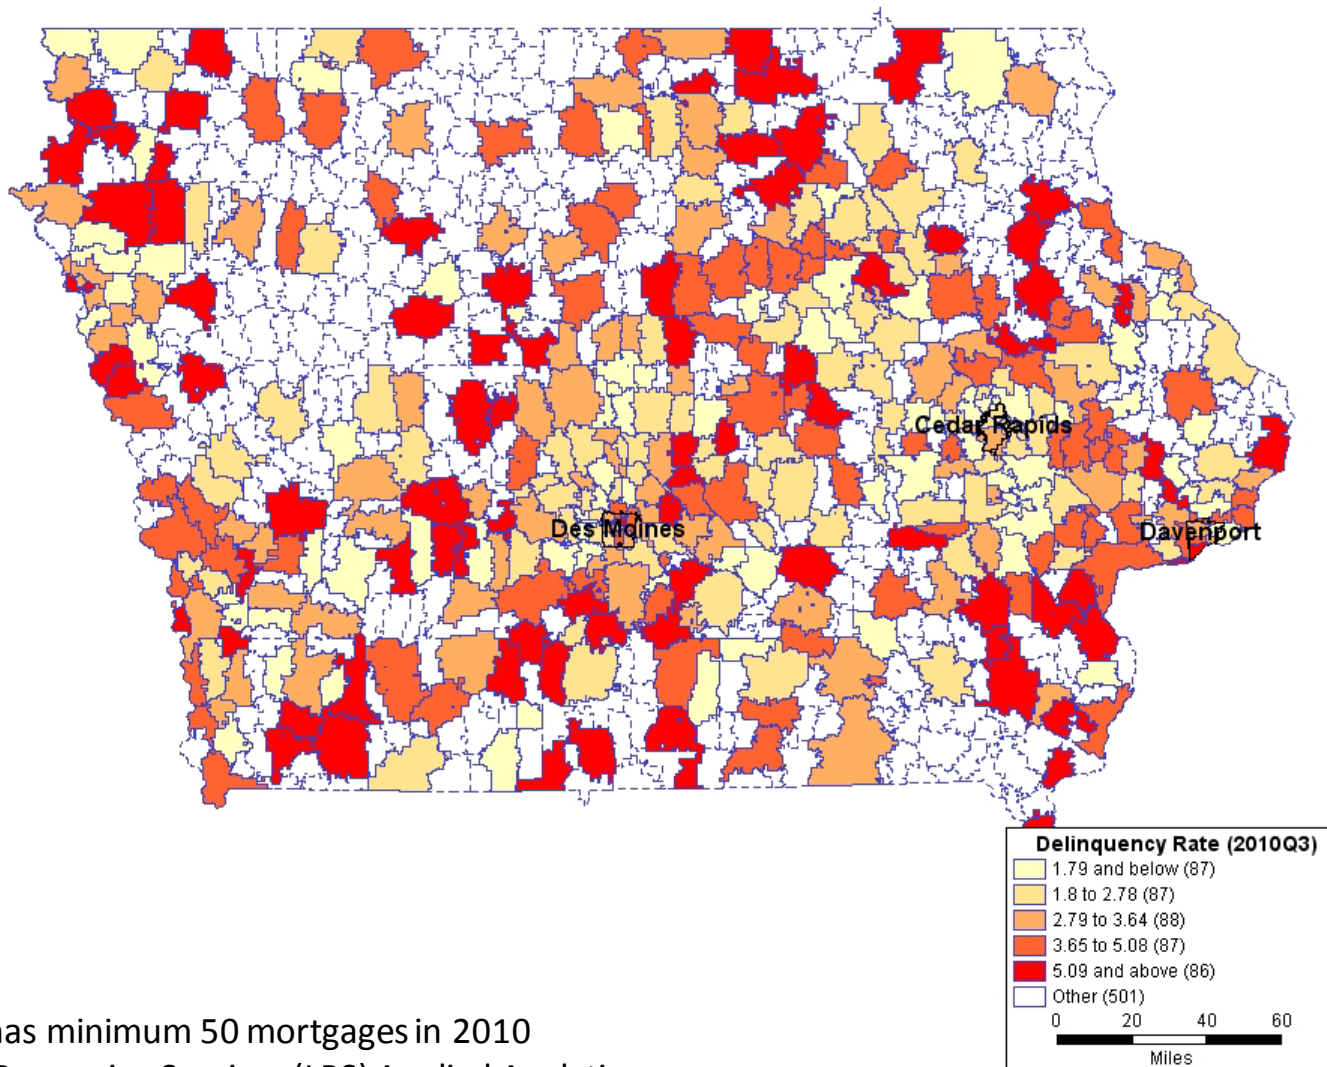 Cedar Rapids
Des Moines
Davenport
Delinquency Rate (2010Q3)
1.79 and below (87)
1.8 to 2.78 (87)
2.79 to 3.64 (88)
3.65 to 5.08 (87)
5.09 and above (86)
Other (501)
0 20 40 60
Miles
has minimum 50 mortgages in 2010
(LPS) Applied